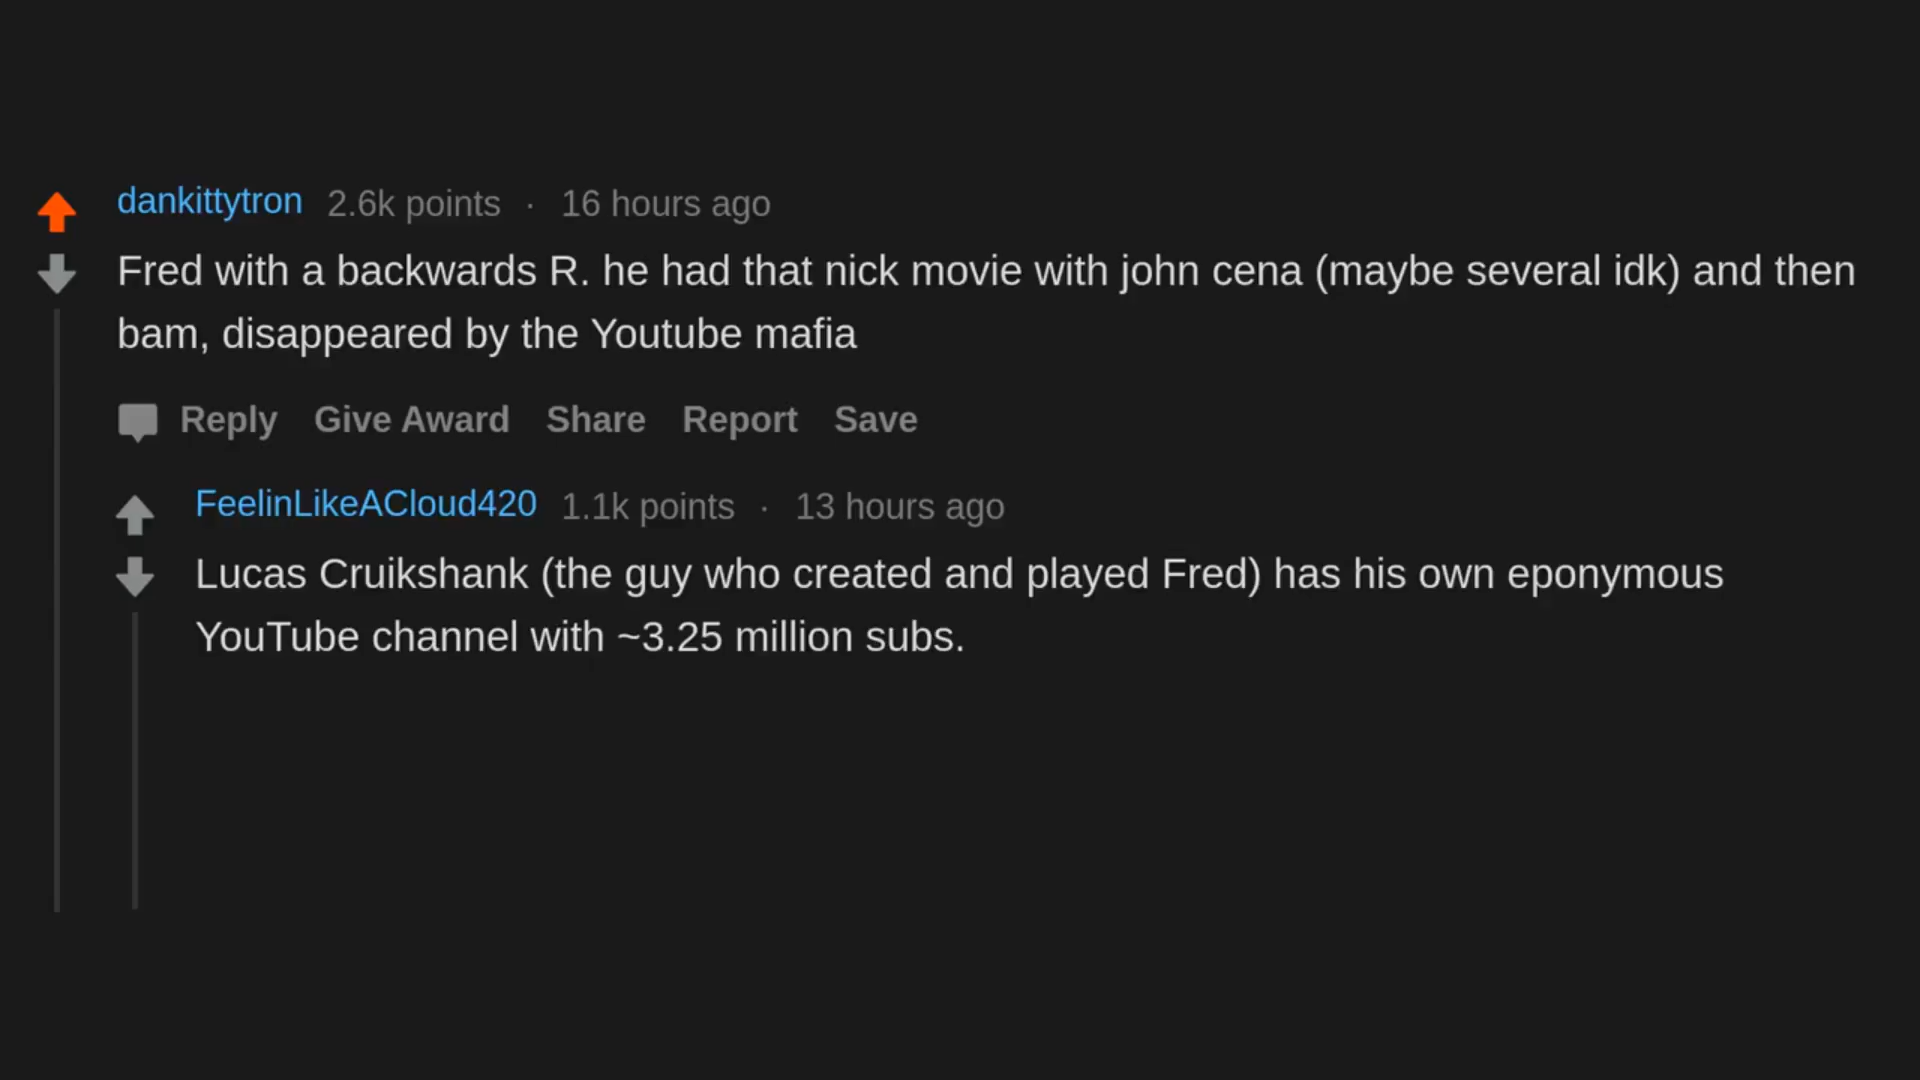 dankittytron 2.6k points · 16 hours ago
Fred with a backwards R. he had that nick movie with john cena (maybe several idk) and then
bam, disappeared by the Youtube mafia
Reply Give Award Share Report Save
FeelinLikeACloud420 1.1k points · 13 hours ago
Lucas Cruikshank (the guy who created and played Fred) has his own eponymous
YouTube channel with ~3.25 million subs.